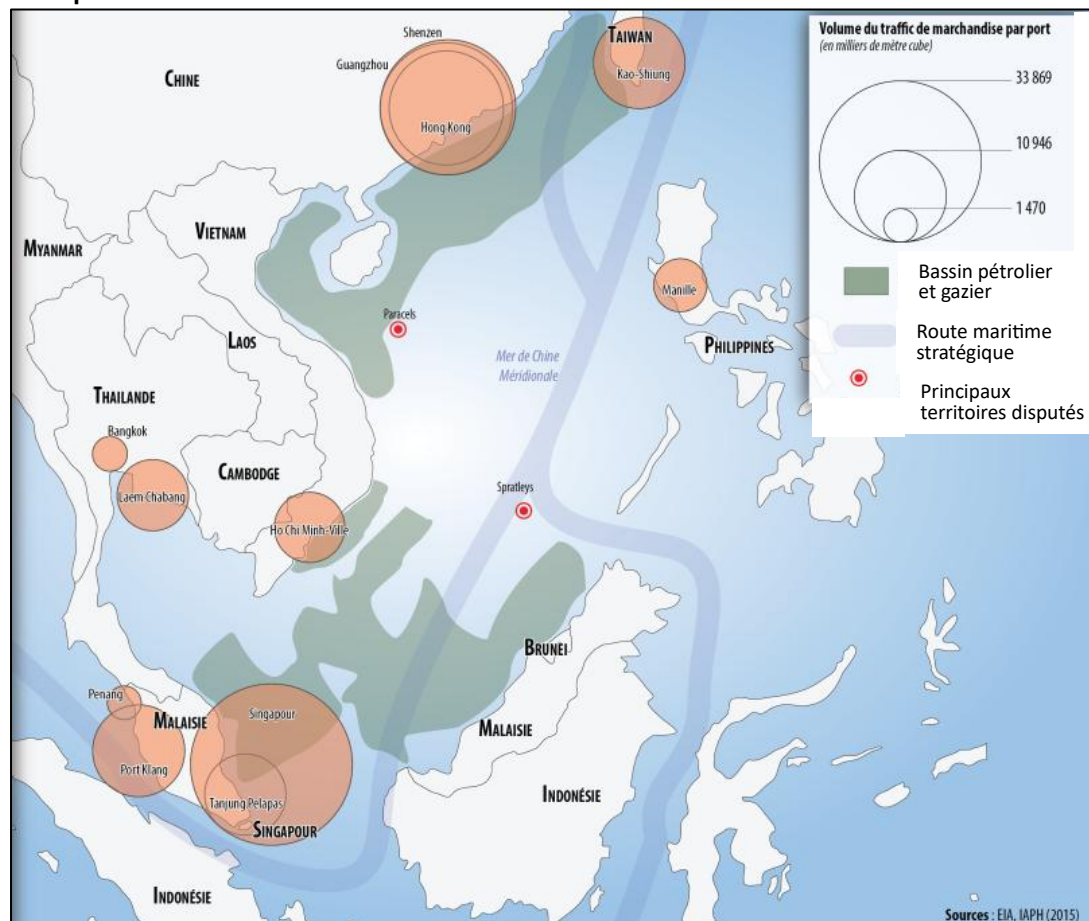 Shenzen
Guangzhou
CHINE
Hong Kong
TAIWAN
Kao-Shiung
Volume du traffic de marchandise par port
(en milliers de mètre cube)
33 869
10 946
1 470
Bassin pétrolier
et gazier
Route maritime
stratégique
Principaux
territoires disputés
VIETNAM
MYANMAR
LAOS
Paracels
Mer de Chine
Méridionale
Manille
PHILIPPINES
THAILANDE
Bangkok
Laem Chabang
CAMBODGE
Ho Chi Minh-Ville
Spratleys
BRUNEI
MALAISIE
INDONÉSIE
Penang
MALAISIE
Port Klang
Singapour
Tanjung Pelapas
SINGAPOUR
INDONÉSIE
Sources : EIA, IAPH (2015)